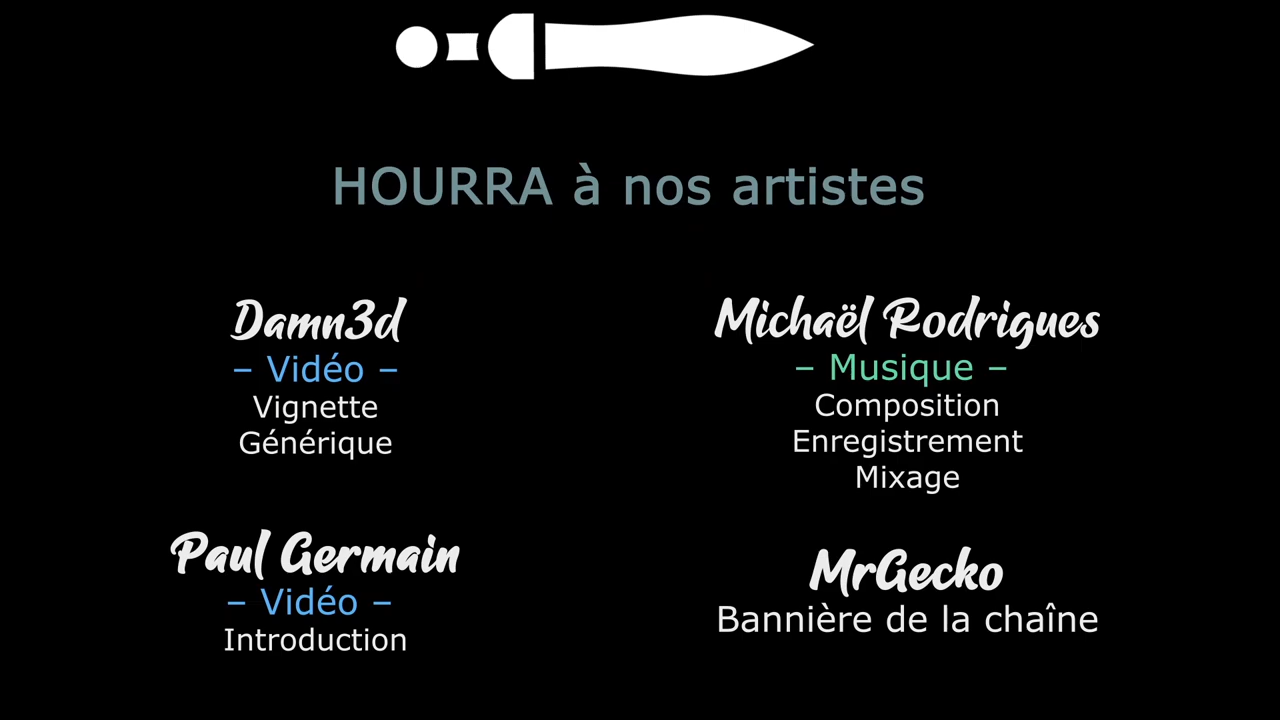 HOURRA à nos artistes
Damn3d
– Vidéo –
Vignette
Générique
Michaël Rodrigues
– Musique –
Composition
Enregistrement
Mixage
Paul Germain
– Vidéo –
Introduction
MrGecko
Bannière de la chaîne